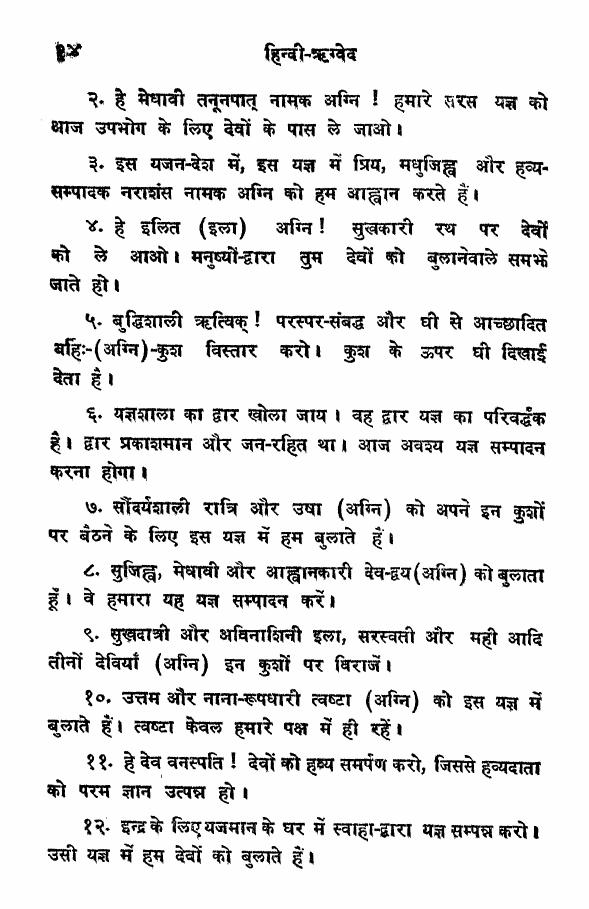 १४ हिन्दी-ऋग्वेद
२. हे मेधावी तनूनपात् नामक अग्नि ! हमारे सरस यज्ञ को
आज उपभोग के लिए देवों के पास ले जाओ।
३. इस यजन-देश में, इस यज्ञ में प्रिय, मधुजिह्व और हव्य-
सम्पादक नराशंस नामक अग्नि को हम आह्वान करते हैं।
४. हे इलित (इला) अग्नि! सुखकारी रथ पर देवों
को ले आओ। मनुष्यों-द्वारा तुम देवों को बुलानेवाले समझे
जाते हो।
५. बुद्धिशाली ऋत्विक् ! परस्पर-संबद्ध और घी से आच्छादित
बर्हिः-(अग्नि)-कुश विस्तार करो। कुश के ऊपर घी दिखाई
देता है।
६. यज्ञशाला का द्वार खोला जाय। वह द्वार यज्ञ का परिवर्द्धक
है। द्वार प्रकाशमान और जन-रहित था। आज अवश्य यज्ञ सम्पादन
करना होगा।
७. सौंदर्यशाली रात्रि और उषा (अग्नि) को अपने इन कुशों
पर बैठने के लिए इस यज्ञ में हम बुलाते हैं।
८. सुजिह्व, मेधावी और आह्वानकारी देव-द्वय(अग्नि) को बुलाता
हूँ। वे हमारा यह यज्ञ सम्पादन करें।
९. सुखदात्री और अविनाशिनी इला, सरस्वती और मही आदि
तीनों देवियाँ (अग्नि) इन कुशों पर विराजें।
१०. उत्तम और नाना-रूपधारी त्वष्टा (अग्नि) को इस यज्ञ में
बुलाते हैं। त्वष्टा केवल हमारे पक्ष में ही रहें।
११. हे देव वनस्पति ! देवों को हव्य समर्पण करो, जिससे हव्यदाता
को परम ज्ञान उत्पन्न हो।
१२. इन्द्र के लिए यजमान के घर में स्वाहा-द्वारा यज्ञ सम्पन्न करो।
उसी यज्ञ में हम देवों को बुलाते हैं।